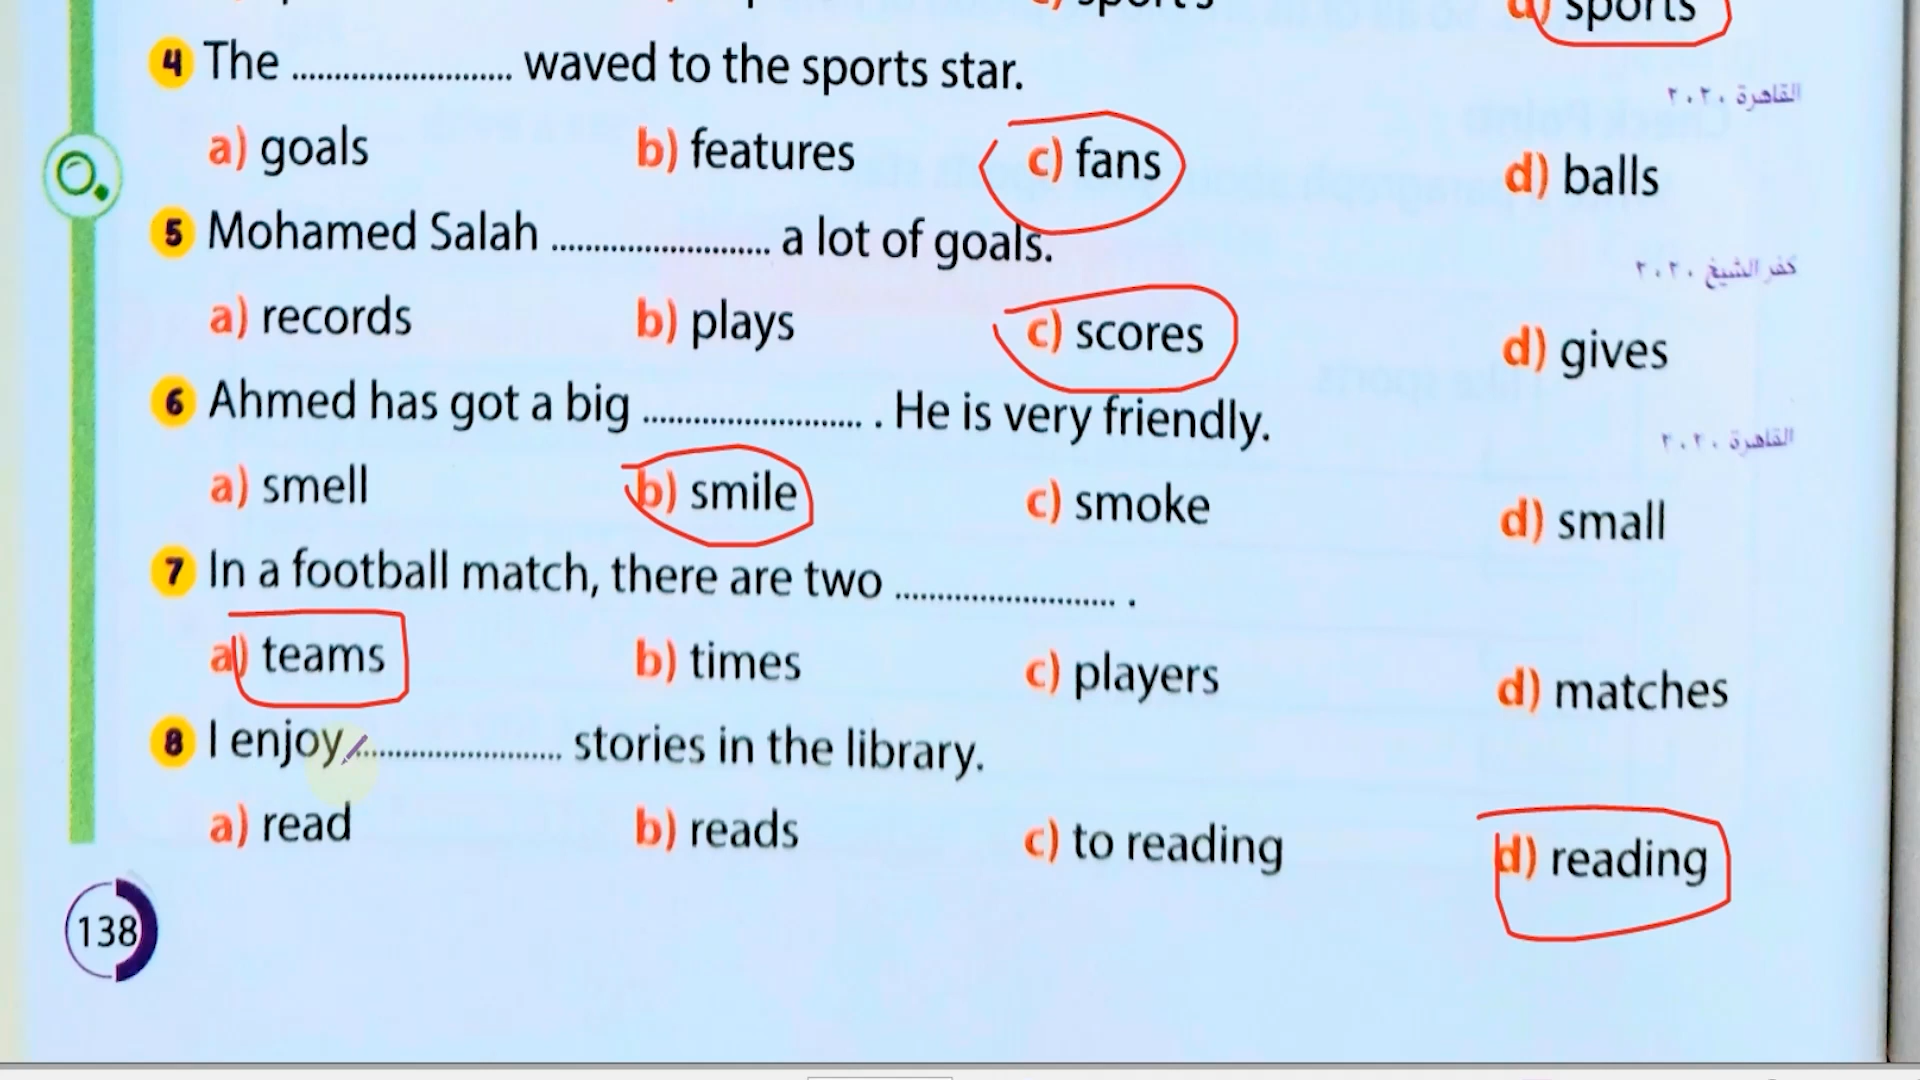 d) sports
4 The .......................... waved to the sports star.
القاهرة ٢٠٢٠
a) goals b) features c) fans d) balls
5 Mohamed Salah .......................... a lot of goals.
كفر الشيخ ٢٠٢٠
a) records b) plays c) scores d) gives
6 Ahmed has got a big .......................... . He is very friendly.
القاهرة ٢٠٢٠
a) smell b) smile c) smoke d) small
7 In a football match, there are two .......................... .
a) teams b) times c) players d) matches
8 I enjoy .......................... stories in the library.
a) read b) reads c) to reading d) reading
138